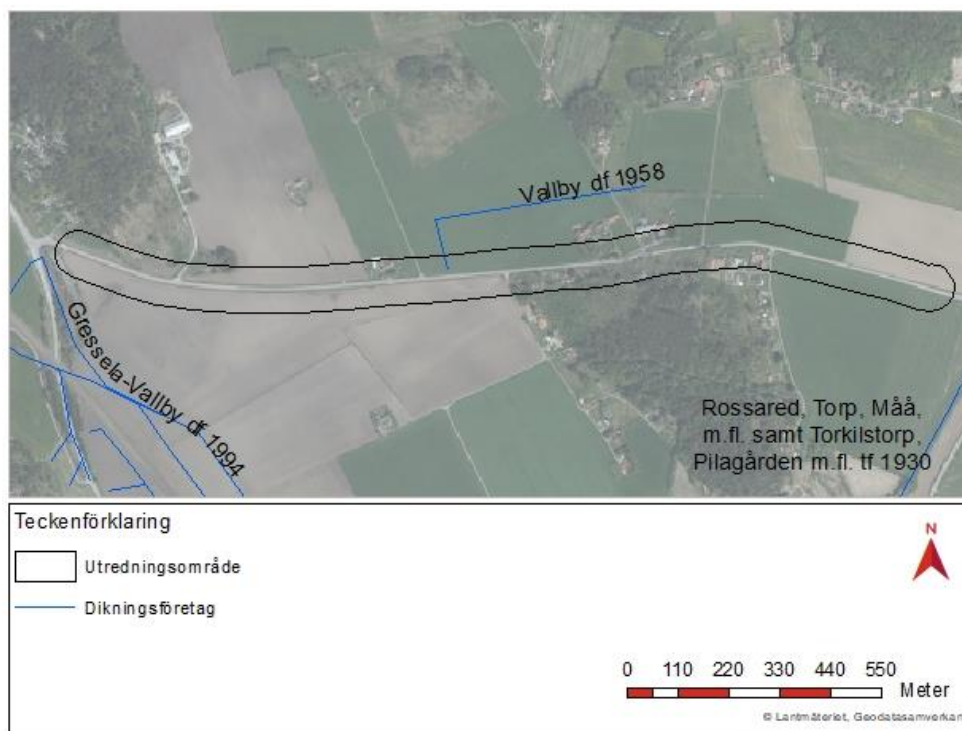 Vallby df 1958
Gressela-Vallby df 1994
Rossared, Torp, Måå,
m.fl. samt Torkilstorp,
Pilagården m.fl. tf 1930
Teckenförklaring
Utredningsområde
Dikningsföretag
N
0 110 220 330 440 550
Meter
© Lantmäteriet, Geodatasamverkan